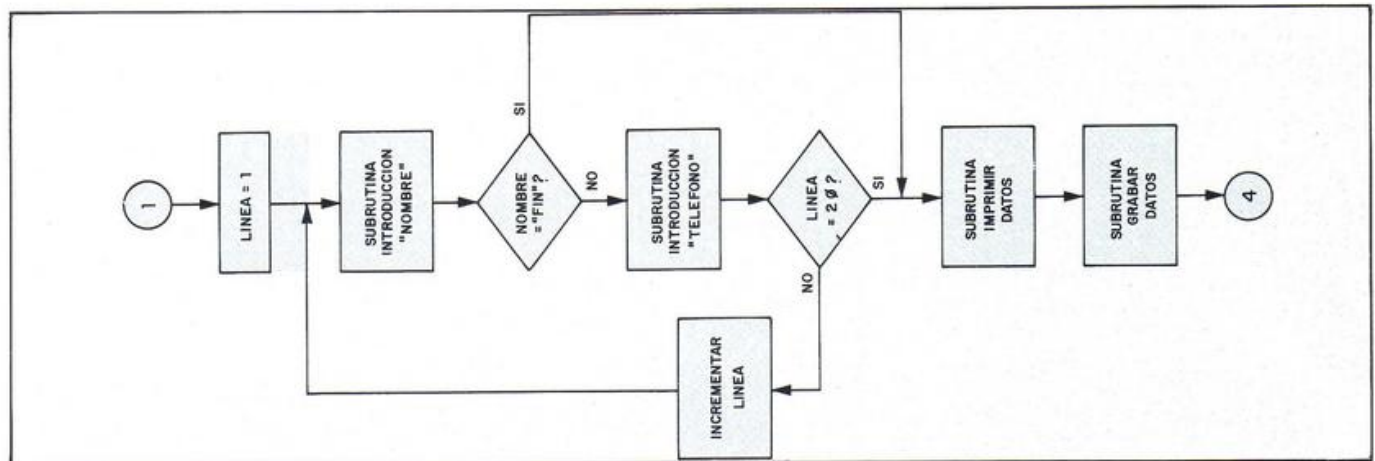 1
LINEA = 1
SUBRUTINA
INTRODUCCION
"NOMBRE"
NOMBRE
="FIN"?
SI
NO
SUBRUTINA
INTRODUCCION
"TELEFONO"
LINEA
= 2Ø?
SI
NO
INCREMENTAR
LINEA
SUBRUTINA
IMPRIMIR
DATOS
SUBRUTINA
GRABAR
DATOS
4